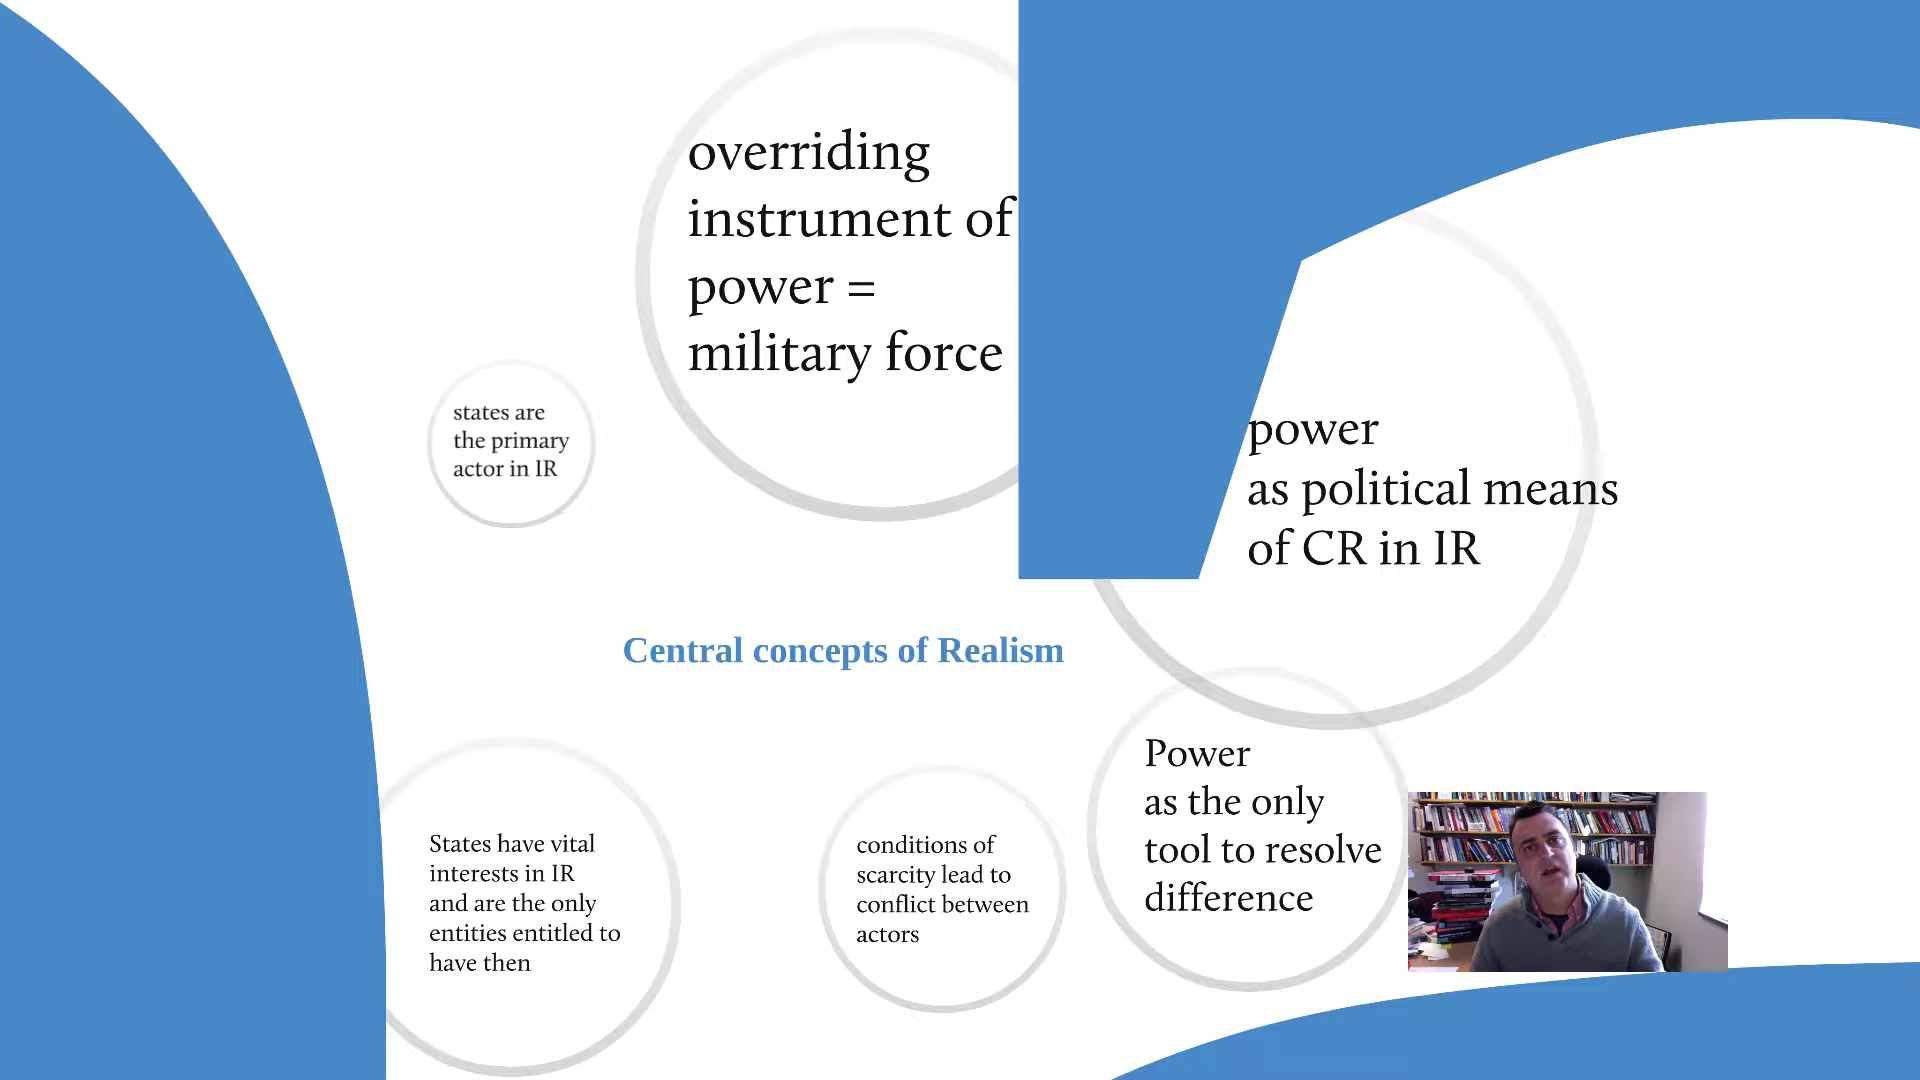 overriding
instrument of
power =
military force
states are
the primary
actor in IR
power
as political means
of CR in IR
Central concepts of Realism
Power
as the only
tool to resolve
difference
States have vital
interests in IR
and are the only
entities entitled to
have then
conditions of
scarcity lead to
conflict between
actors